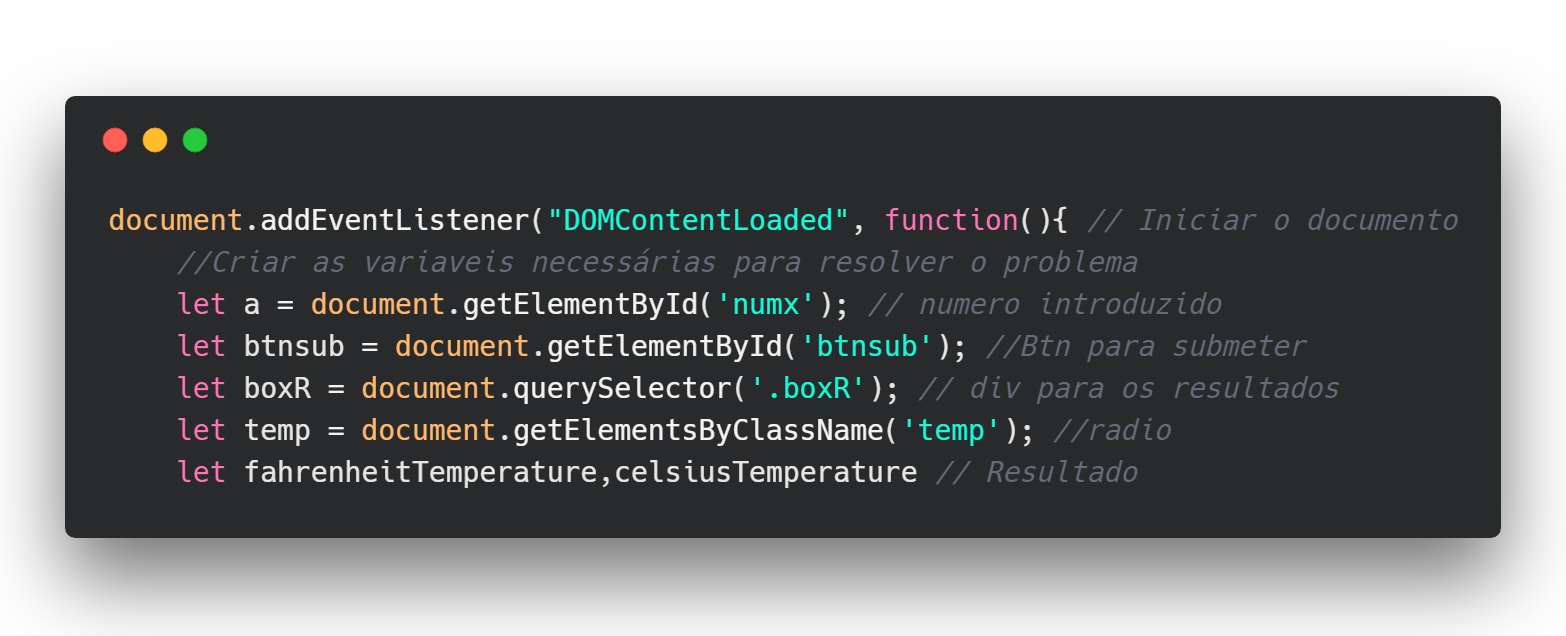 document.addEventListener("DOMContentLoaded", function(){ // Iniciar o documento
    //Criar as variaveis necessárias para resolver o problema
    let a = document.getElementById('numx'); // numero introduzido
    let btnsub = document.getElementById('btnsub'); //Btn para submeter
    let boxR = document.querySelector('.boxR'); // div para os resultados
    let temp = document.getElementsByClassName('temp'); //radio
    let fahrenheitTemperature,celsiusTemperature // Resultado